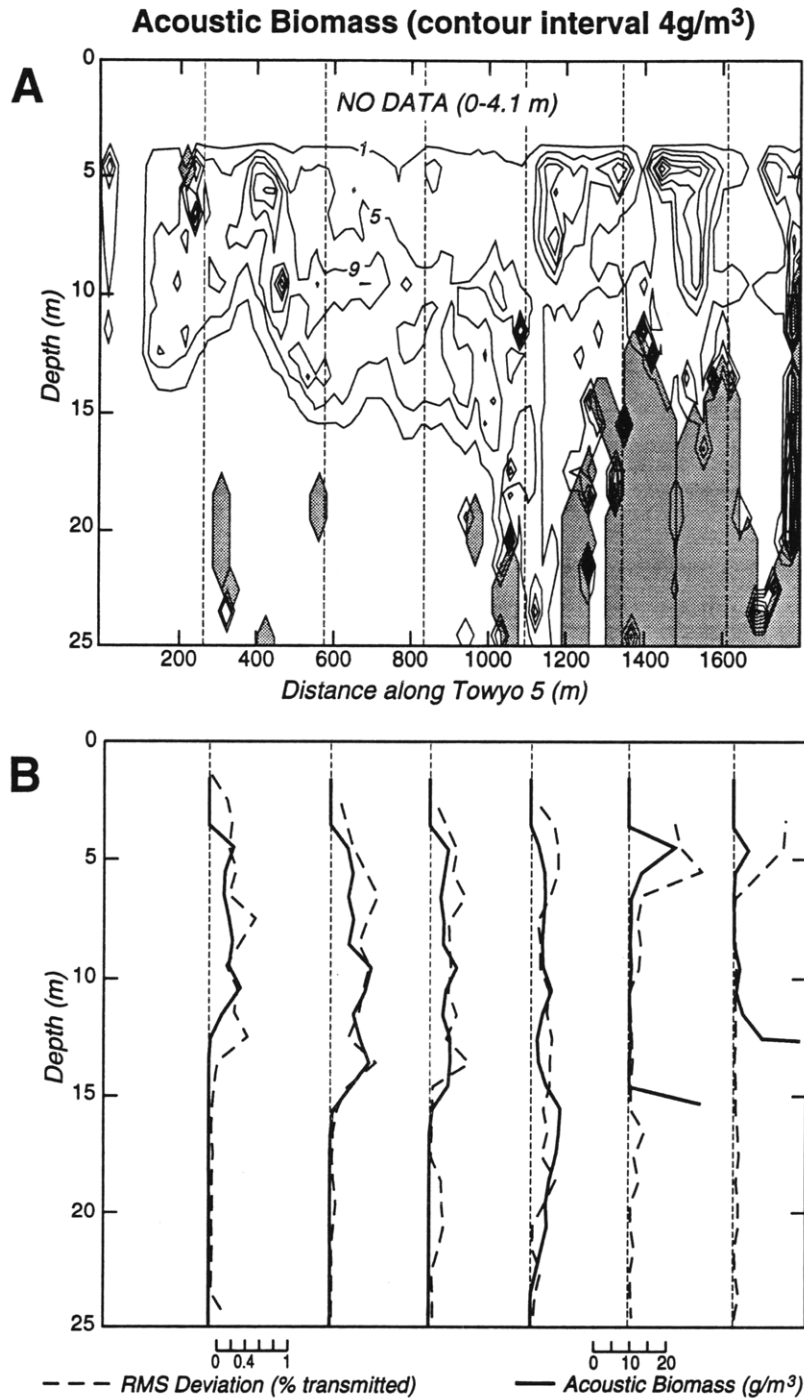 Acoustic Biomass (contour interval 4g/m³)
A
NO DATA (0-4.1 m)
1
5
9
0
5
10
15
20
25
Depth (m)
200 400 600 800 1000 1200 1400 1600
Distance along Towyo 5 (m)
B
0
5
10
15
20
25
Depth (m)
0 0.4 1
0 10 20
RMS Deviation (% transmitted)
Acoustic Biomass (g/m³)